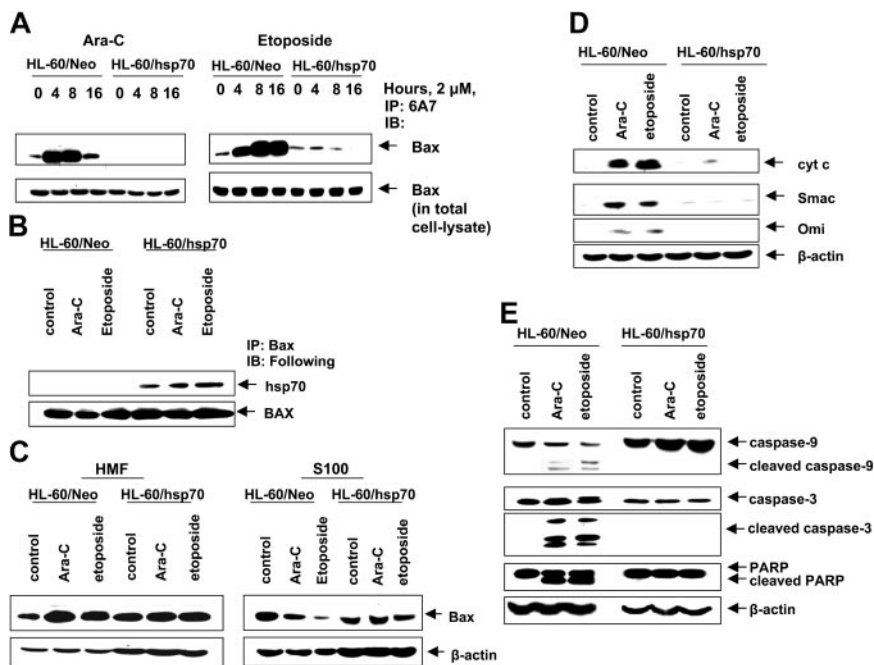 A
Ara-C
Etoposide
HL-60/Neo HL-60/hsp70
HL-60/Neo HL-60/hsp70
0 4 8 16 0 4 8 16
0 4 8 16 0 4 8 16
Hours, 2 µM,
IP: 6A7
IB:
Bax
Bax
(in total
cell-lysate)
B
HL-60/Neo
HL-60/hsp70
control
Ara-C
Etoposide
control
Ara-C
Etoposide
IP: Bax
IB: Following
hsp70
BAX
C
HMF
S100
HL-60/Neo HL-60/hsp70
HL-60/Neo HL-60/hsp70
control
Ara-C
etoposide
control
Ara-C
etoposide
control
Ara-C
Etoposide
control
Ara-C
etoposide
Bax
β-actin
D
HL-60/Neo
HL-60/hsp70
control
Ara-C
etoposide
control
Ara-C
etoposide
cyt c
Smac
Omi
β-actin
E
HL-60/Neo
HL-60/hsp70
control
Ara-C
etoposide
control
Ara-C
etoposide
caspase-9
cleaved caspase-9
caspase-3
cleaved caspase-3
PARP
cleaved PARP
β-actin